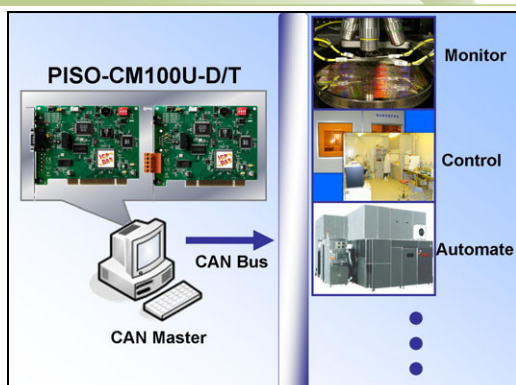 PISO-CM100U-D/T
CAN Bus
CAN Master
Monitor
Control
Automate